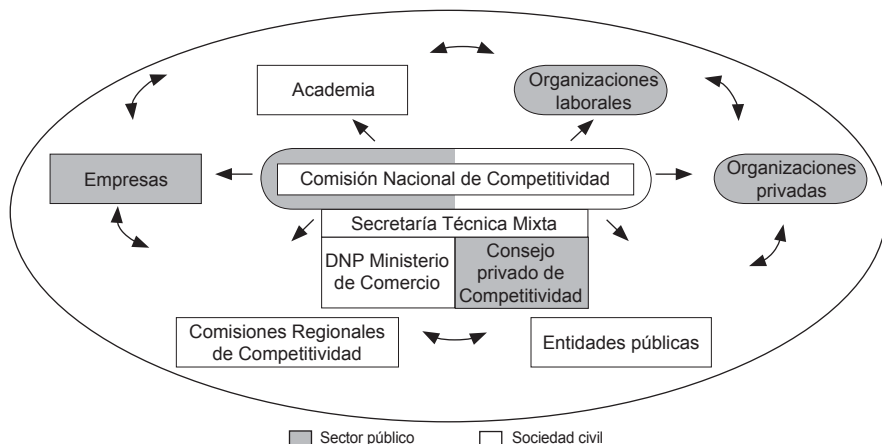 Academia
Organizaciones
laborales
Empresas
Comisión Nacional de Competitividad
Organizaciones
privadas
Secretaría Técnica Mixta
DNP Ministerio
de Comercio
Consejo
privado de
Competitividad
Comisiones Regionales
de Competitividad
Entidades públicas
Sector público
Sociedad civil